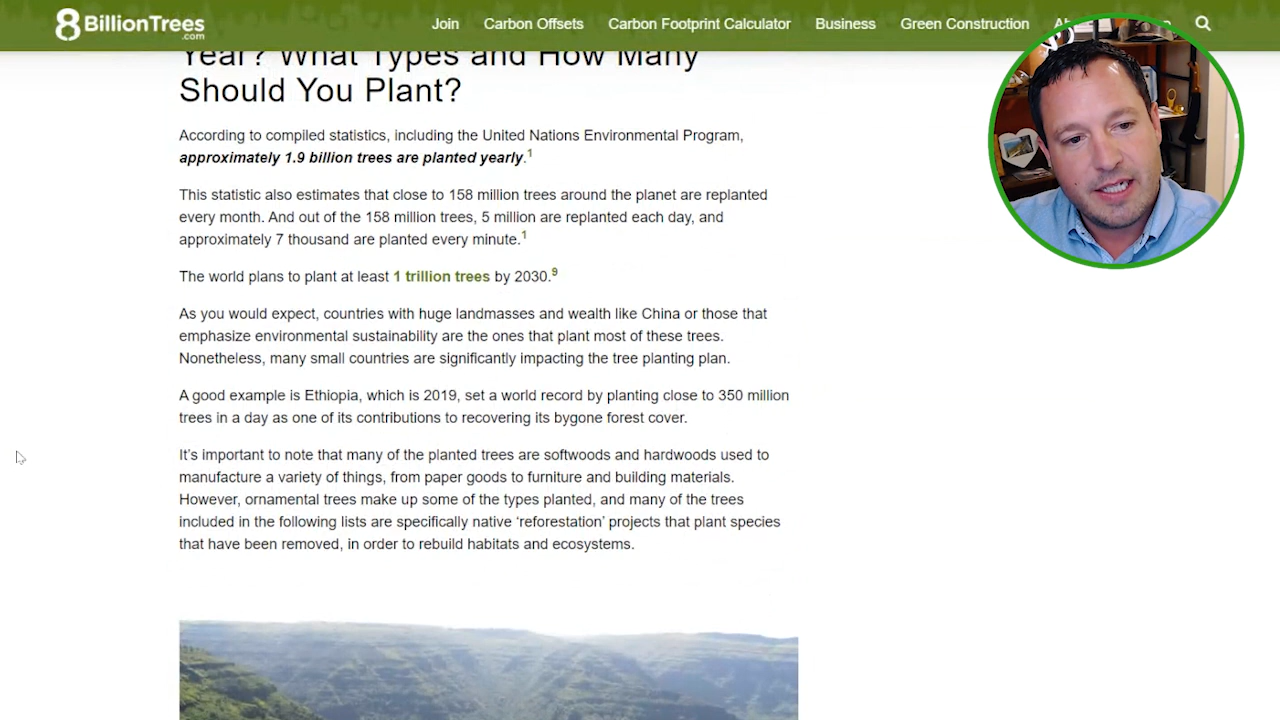 8 BillionTrees
.com
Join Carbon Offsets Carbon Footprint Calculator Business Green Construction
Year? What Types and How Many
Should You Plant?
According to compiled statistics, including the United Nations Environmental Program,
approximately 1.9 billion trees are planted yearly.1
This statistic also estimates that close to 158 million trees around the planet are replanted
every month. And out of the 158 million trees, 5 million are replanted each day, and
approximately 7 thousand are planted every minute.1
The world plans to plant at least 1 trillion trees by 2030.9
As you would expect, countries with huge landmasses and wealth like China or those that
emphasize environmental sustainability are the ones that plant most of these trees.
Nonetheless, many small countries are significantly impacting the tree planting plan.
A good example is Ethiopia, which is 2019, set a world record by planting close to 350 million
trees in a day as one of its contributions to recovering its bygone forest cover.
It's important to note that many of the planted trees are softwoods and hardwoods used to
manufacture a variety of things, from paper goods to furniture and building materials.
However, ornamental trees make up some of the types planted, and many of the trees
included in the following lists are specifically native ‘reforestation’ projects that plant species
that have been removed, in order to rebuild habitats and ecosystems.